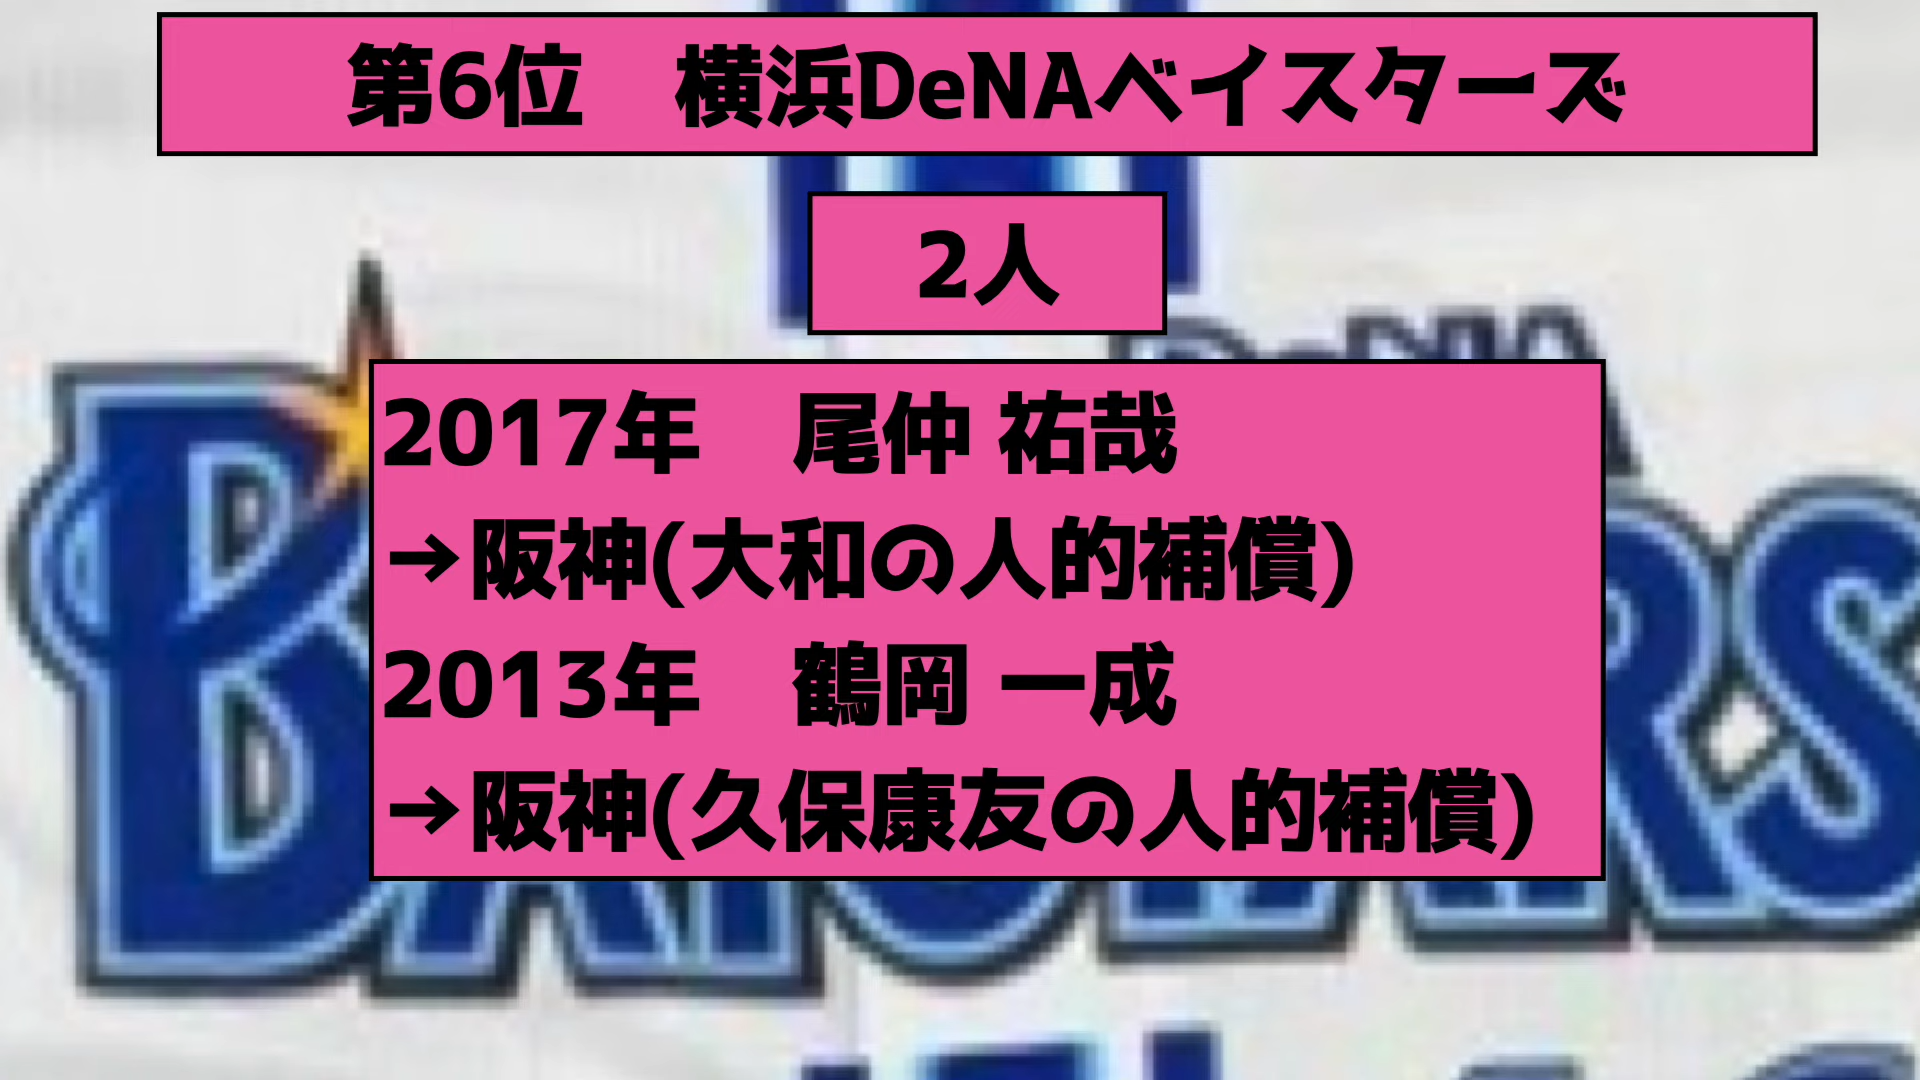 第6位　横浜DeNAベイスターズ
2人
2017年　尾仲 祐哉
→阪神(大和の人的補償)
2013年　鶴岡 一成
→阪神(久保康友の人的補償)